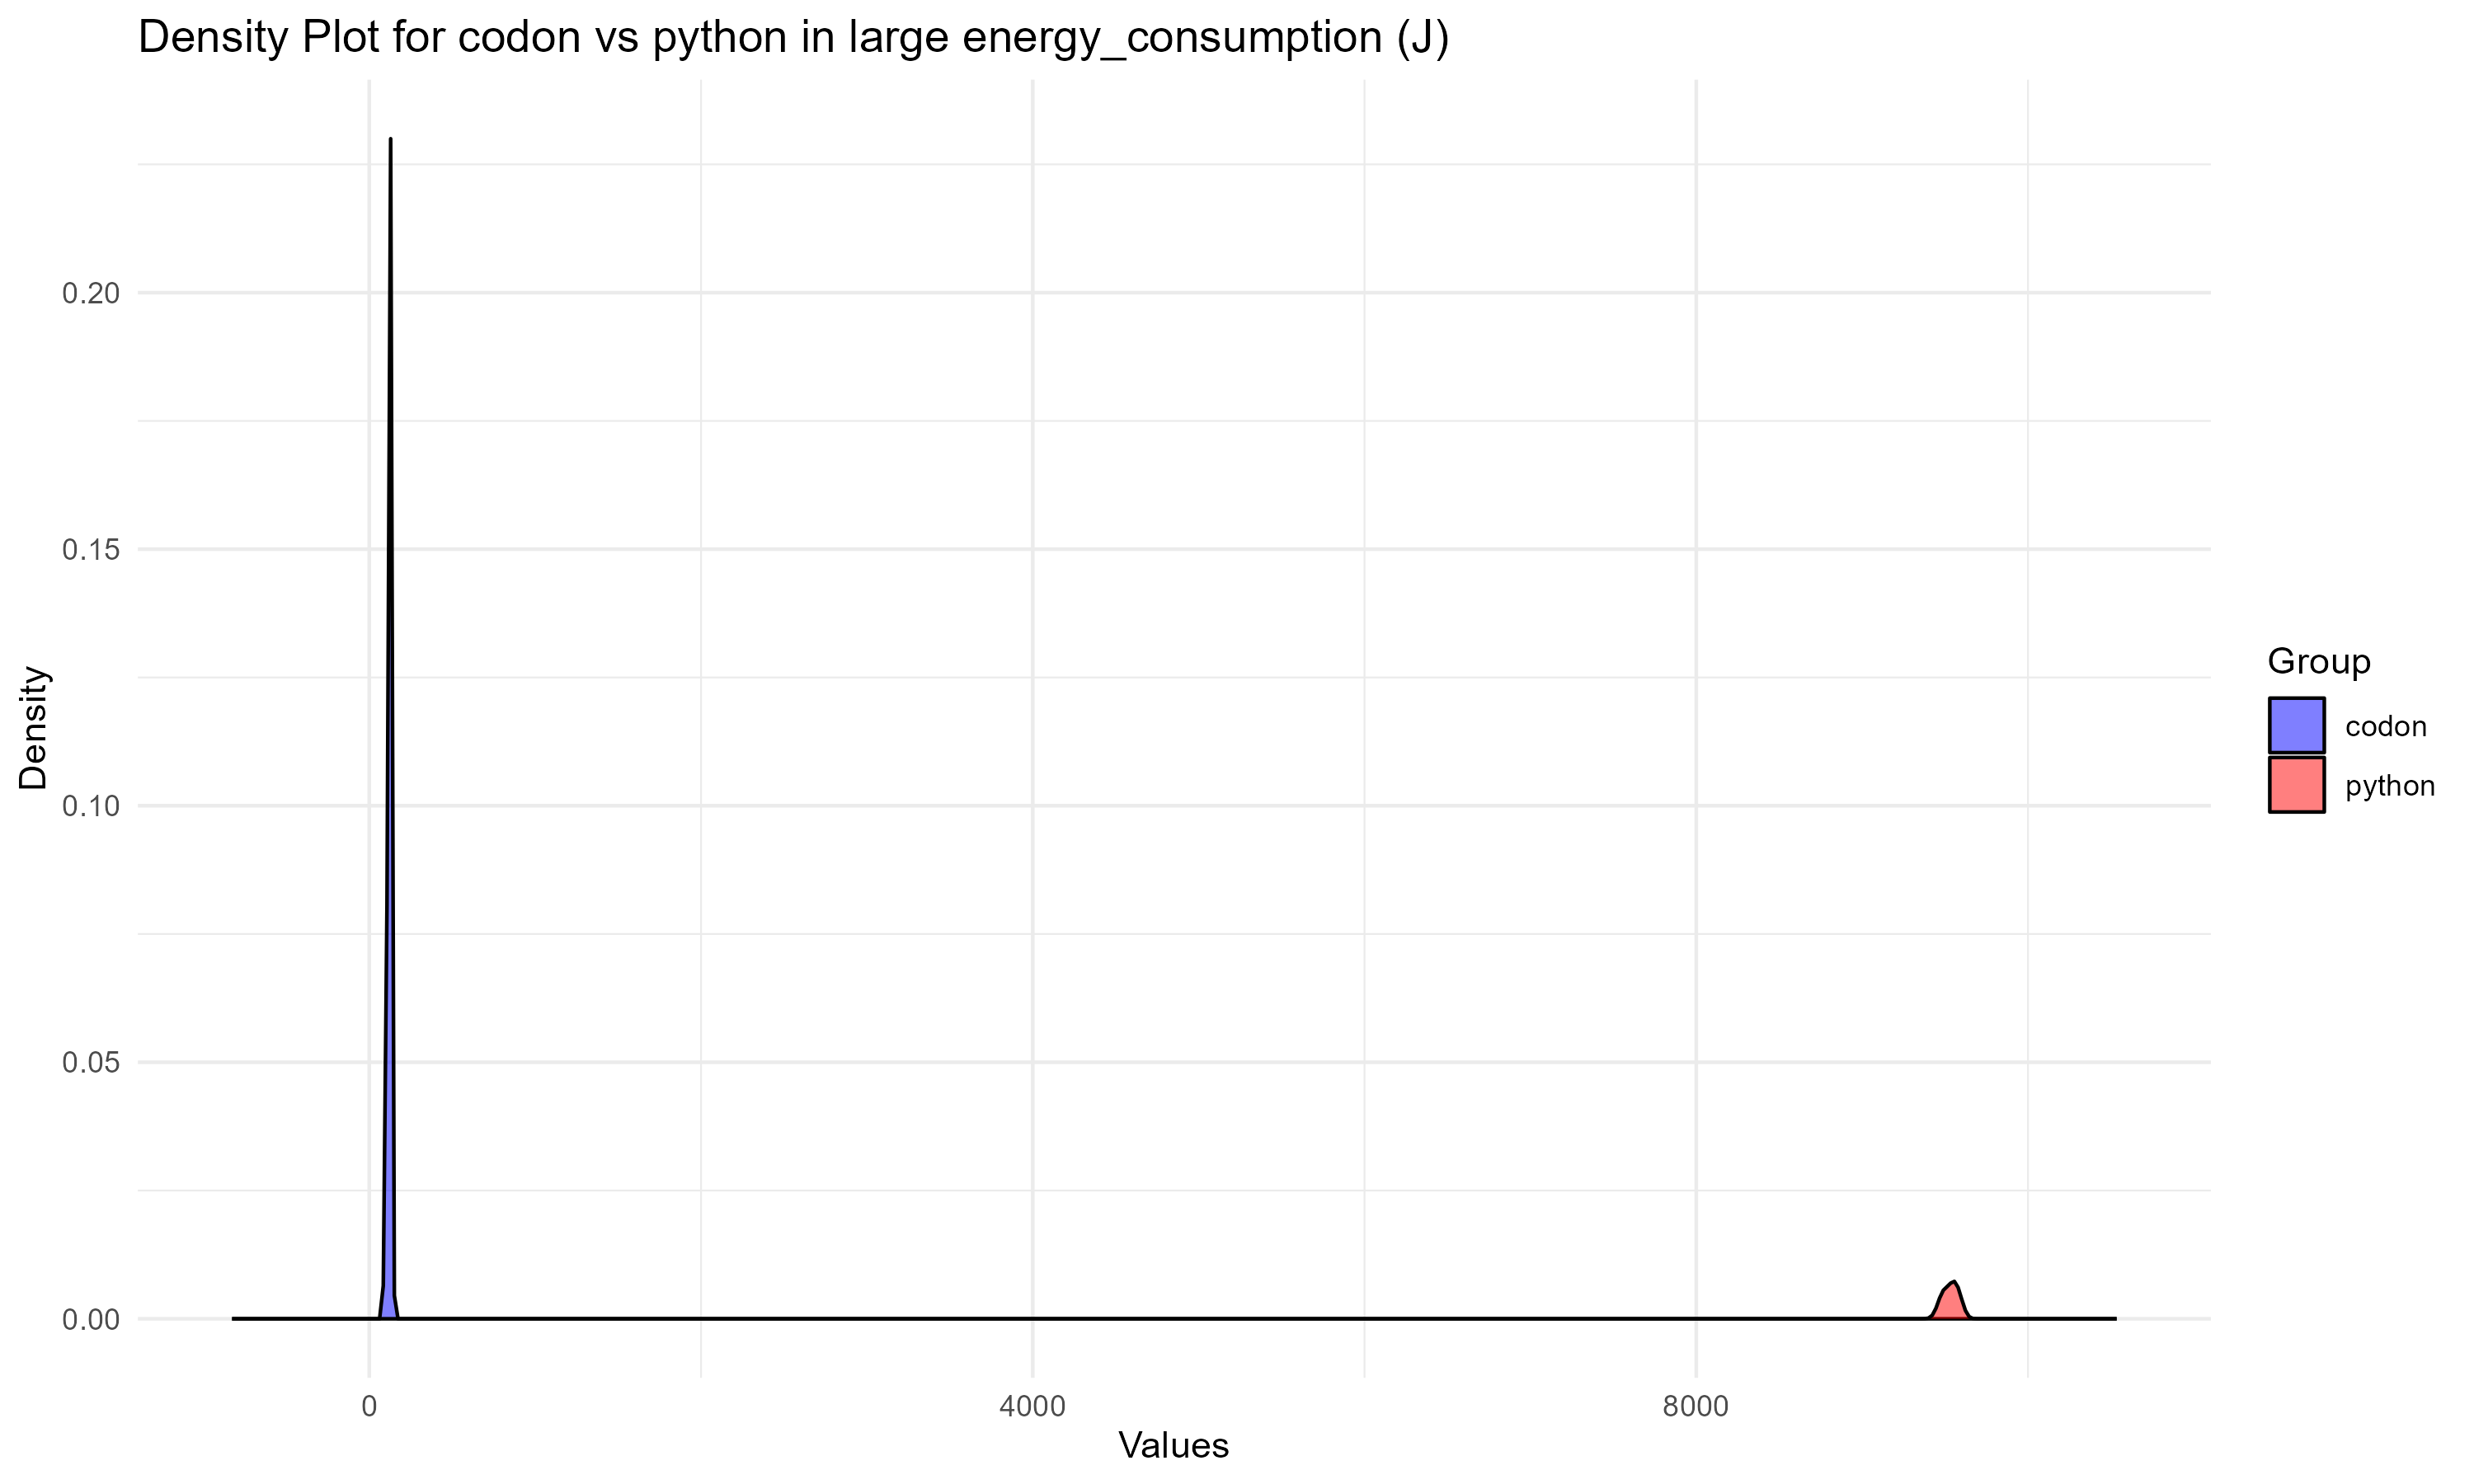 Density Plot for codon vs python in large energy_consumption (J)
Density
0.20
0.15
0.10
0.05
0.00
0
4000
8000
Values
Group
codon
python